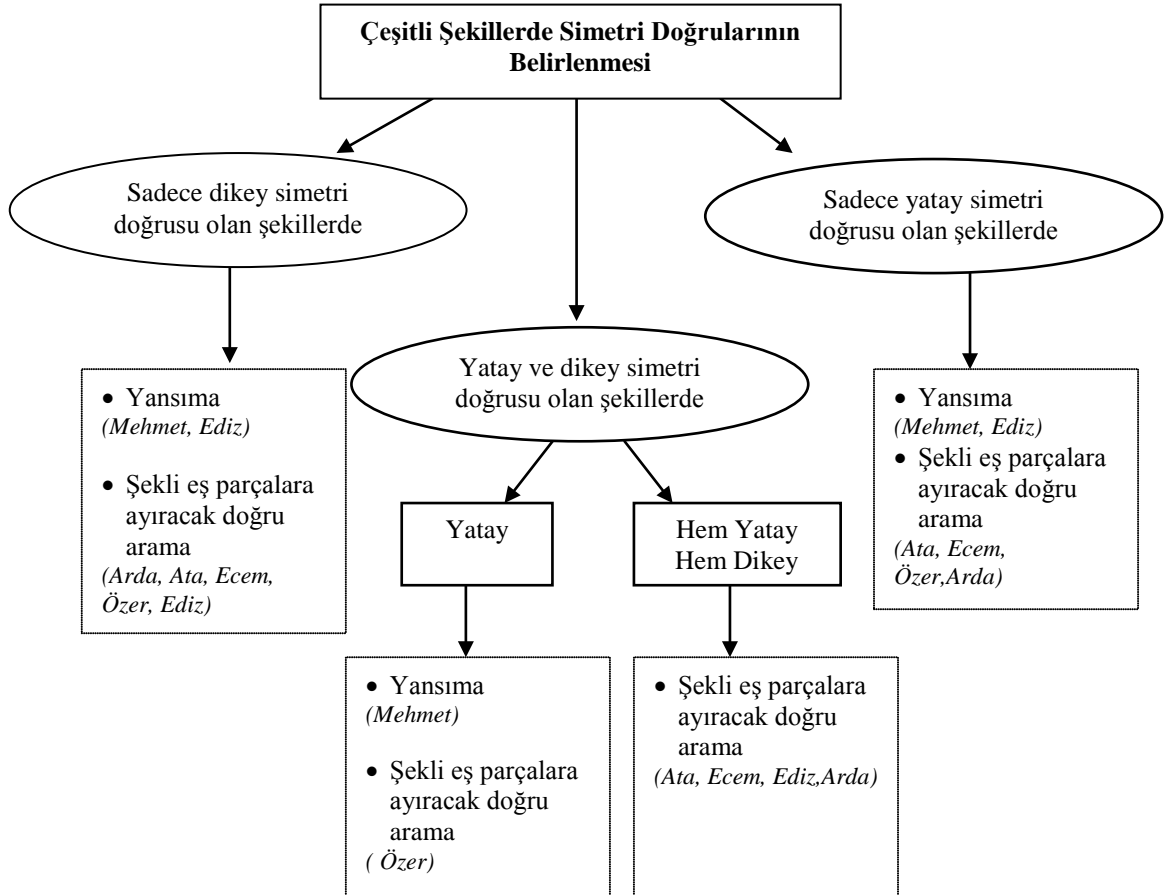 Çeşitli Şekillerde Simetri Doğrularının
Belirlenmesi
Sadece dikey simetri
doğrusu olan şekillerde
Sadece yatay simetri
doğrusu olan şekillerde
Yatay ve dikey simetri
doğrusu olan şekillerde
• Yansıma
(Mehmet, Ediz)
• Şekli eş parçalara
ayıracak doğru
arama
(Arda, Ata, Ecem,
Özer, Ediz)
• Yansıma
(Mehmet, Ediz)
• Şekli eş parçalara
ayıracak doğru
arama
(Ata, Ecem,
Özer,Arda)
Yatay
Hem Yatay
Hem Dikey
• Yansıma
(Mehmet)
• Şekli eş parçalara
ayıracak doğru
arama
( Özer)
• Şekli eş parçalara
ayıracak doğru
arama
(Ata, Ecem, Ediz,Arda)